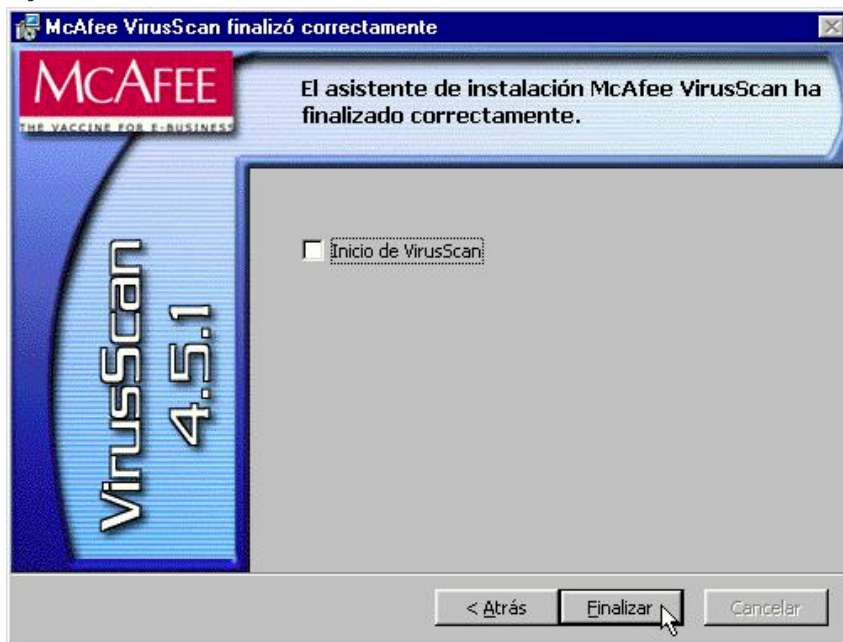 McAfee VirusScan finalizó correctamente
McAFEE
THE VACCINE FOR E-BUSINESS
El asistente de instalación McAfee VirusScan ha
finalizado correctamente.
Inicio de VirusScan
VirusScan
4.5.1
< Atrás
Finalizar
Cancelar